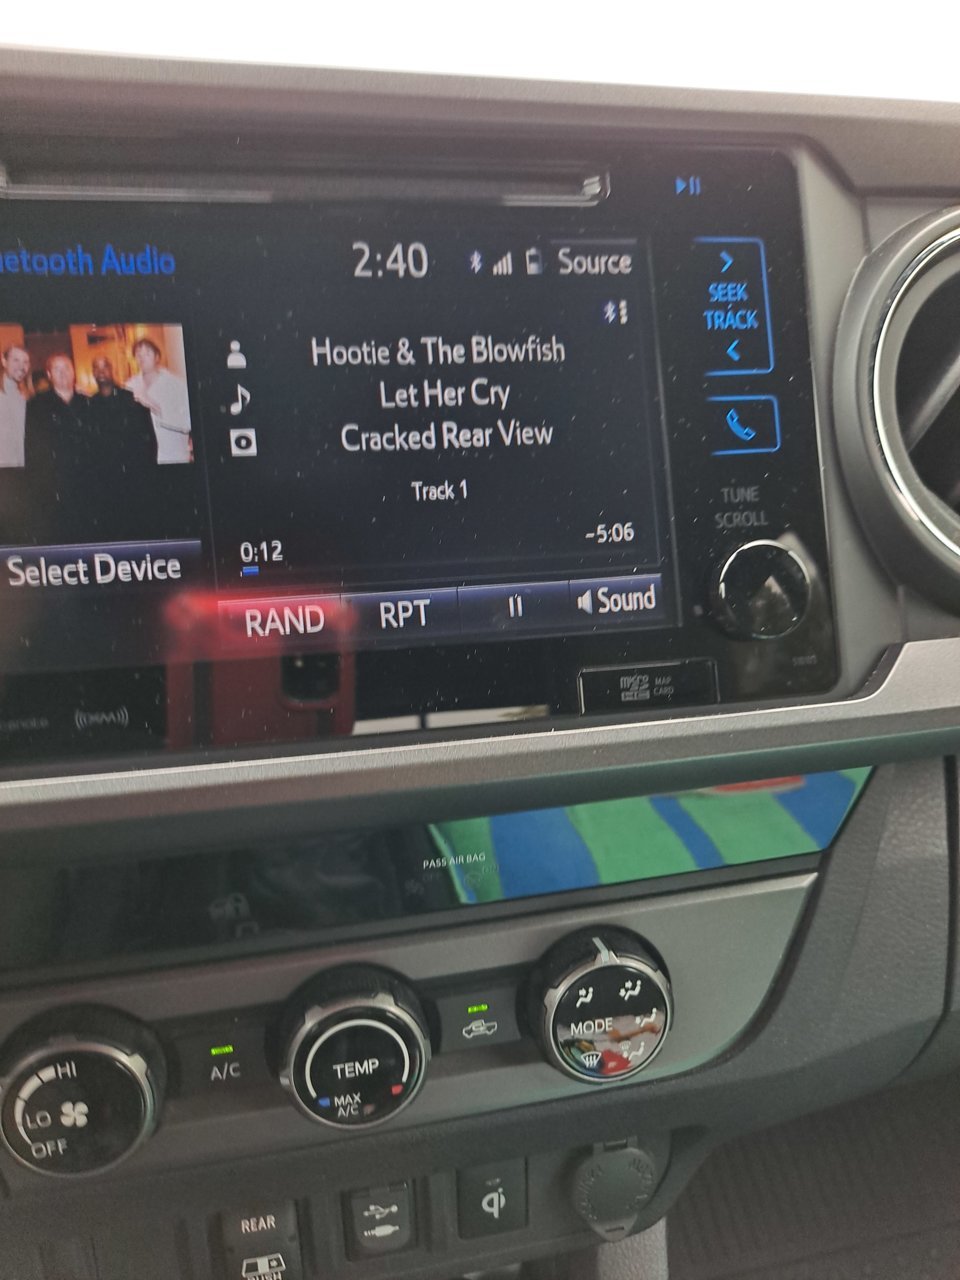 uetooth Audio
2:40
Source
SEEK
TRACK
Hootie & The Blowfish
Let Her Cry
Cracked Rear View
Track 1
0:12
-5:06
Select Device
RAND
RPT
Sound
TUNE
SCROLL
micro
MAP
CARD
PASS AIR BAG
HI
LO
OFF
A/C
TEMP
MAX
A/C
MODE
REAR
qi